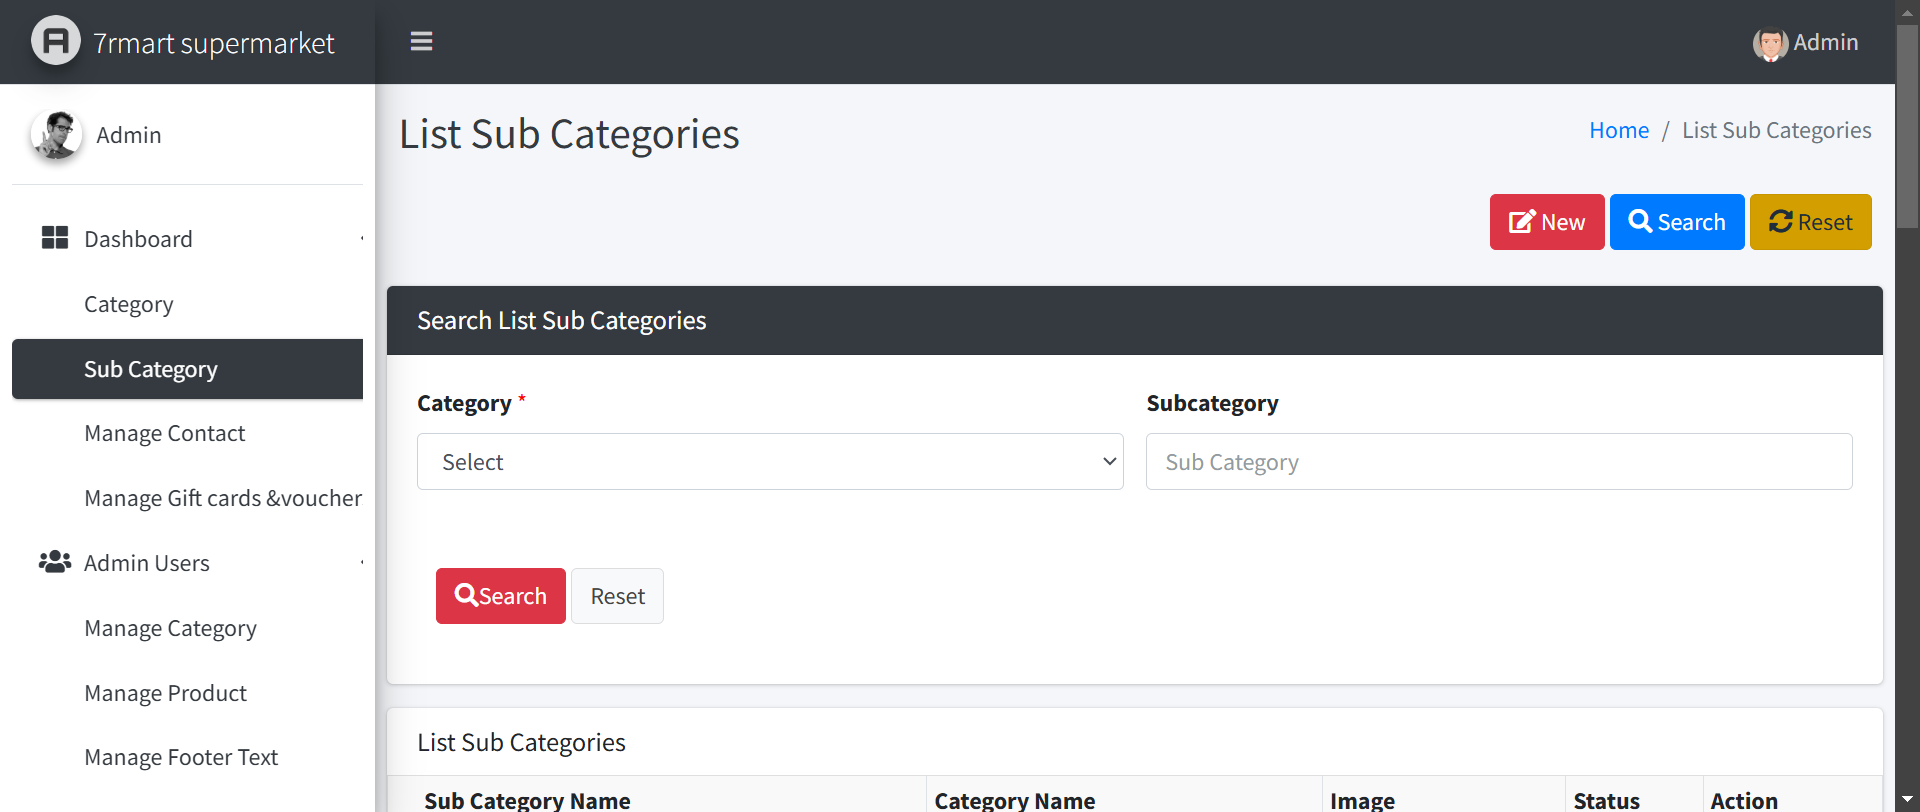 7rmart supermarket
Admin
Admin
List Sub Categories
Home / List Sub Categories
New
Search
Reset
Dashboard
Category
Sub Category
Manage Contact
Manage Gift cards &voucher
Admin Users
Manage Category
Manage Product
Manage Footer Text
Search List Sub Categories
Category *
Subcategory
Select
Sub Category
Search
Reset
List Sub Categories
Sub Category Name
Category Name
Image
Status
Action